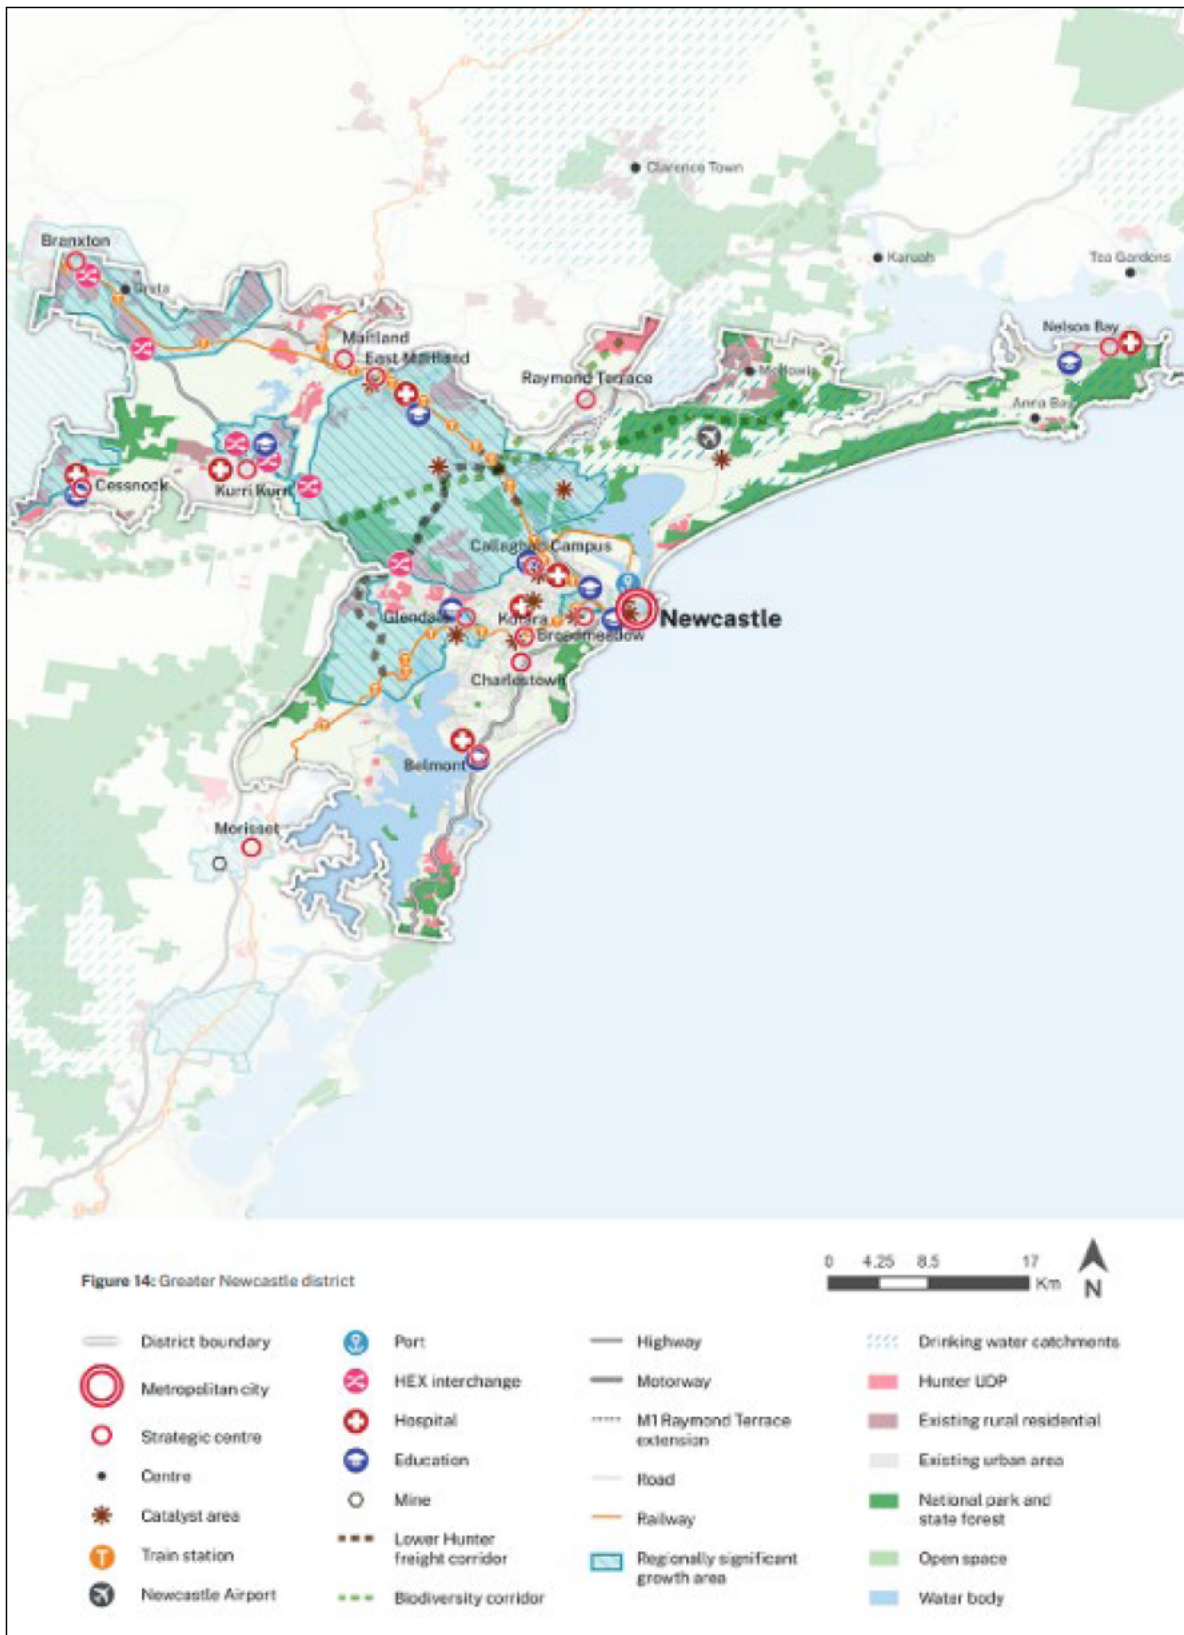 Clarence Town
Karuah
Tea Gardens
Branxton
Greta
Nelson Bay
Maitland
East Maitland
Raymond Terrace
Medowie
Anna Bay
Cessnock
Kurri Kurri
Callaghan Campus
Glendale
Kotara
Newcastle
Broadmeadow
Charlestown
Belmont
Morisset
Figure 14: Greater Newcastle district
0 4.25 8.5 17
Km
N
District boundary
Metropolitan city
Strategic centre
Centre
Catalyst area
Train station
Newcastle Airport
Port
HEX interchange
Hospital
Education
Mine
Lower Hunter
freight corridor
Biodiversity corridor
Highway
Motorway
M1 Raymond Terrace
extension
Road
Railway
Regionally significant
growth area
Drinking water catchments
Hunter UDP
Existing rural residential
Existing urban area
National park and
state forest
Open space
Water body